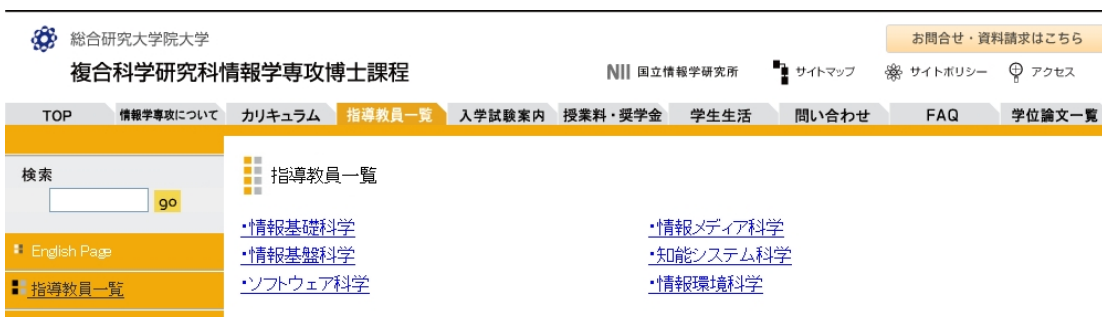 総合研究大学院大学
お問合せ・資料請求はこちら
複合科学研究科情報学専攻博士課程
NII 国立情報学研究所 サイトマップ サイトポリシー アクセス
TOP 情報学専攻について カリキュラム 指導教員一覧 入学試験案内 授業料・奨学金 学生生活 問い合わせ FAQ 学位論文一覧
検索
go
English Page
指導教員一覧
指導教員一覧
・情報基礎科学
・情報メディア科学
・情報基盤科学
・知能システム科学
・ソフトウェア科学
・情報環境科学